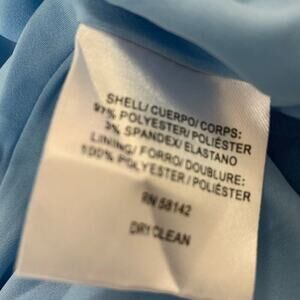 SHELL/ CUERPO/ CORPS:
97% POLYESTER/ POLIÉSTER
3% SPANDEX/ ELASTANO
LINING/ FORRO/ DOUBLURE:
100% POLYESTER/ POLIÉSTER
RN 58142
DRY CLEAN